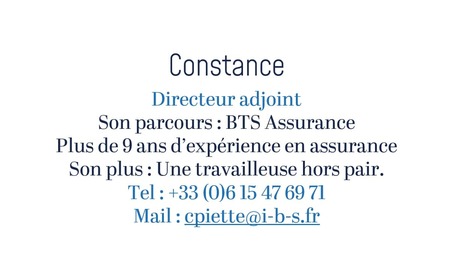 Constance
Directeur adjoint
Son parcours : BTS Assurance
Plus de 9 ans d’expérience en assurance
Son plus : Une travailleuse hors pair.
Tel : +33 (0)6 15 47 69 71
Mail : cpiette@i-b-s.fr